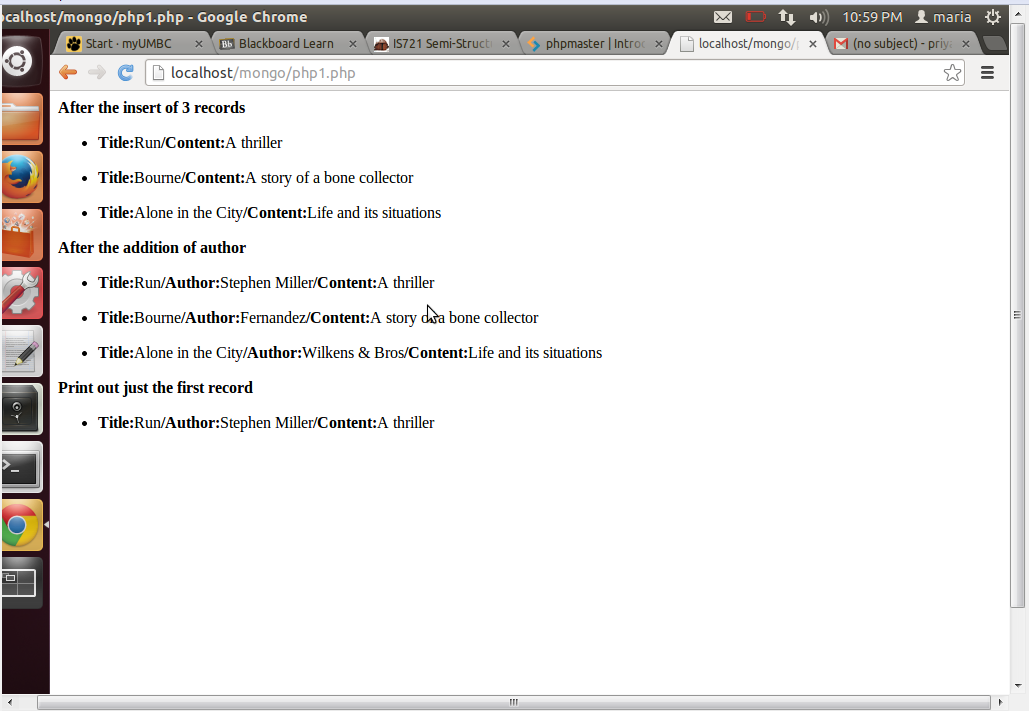 ocalhost/mongo/php1.php - Google Chrome
10:59 PM
maria
Start · myUMBC
Bb Blackboard Learn
IS721 Semi-Struct
phpmaster | Introd
localhost/mongo/
(no subject) - priy
localhost/mongo/php1.php
After the insert of 3 records
• Title:Run/Content:A thriller
• Title:Bourne/Content:A story of a bone collector
• Title:Alone in the City/Content:Life and its situations
After the addition of author
• Title:Run/Author:Stephen Miller/Content:A thriller
• Title:Bourne/Author:Fernandez/Content:A story of a bone collector
• Title:Alone in the City/Author:Wilkens & Bros/Content:Life and its situations
Print out just the first record
• Title:Run/Author:Stephen Miller/Content:A thriller